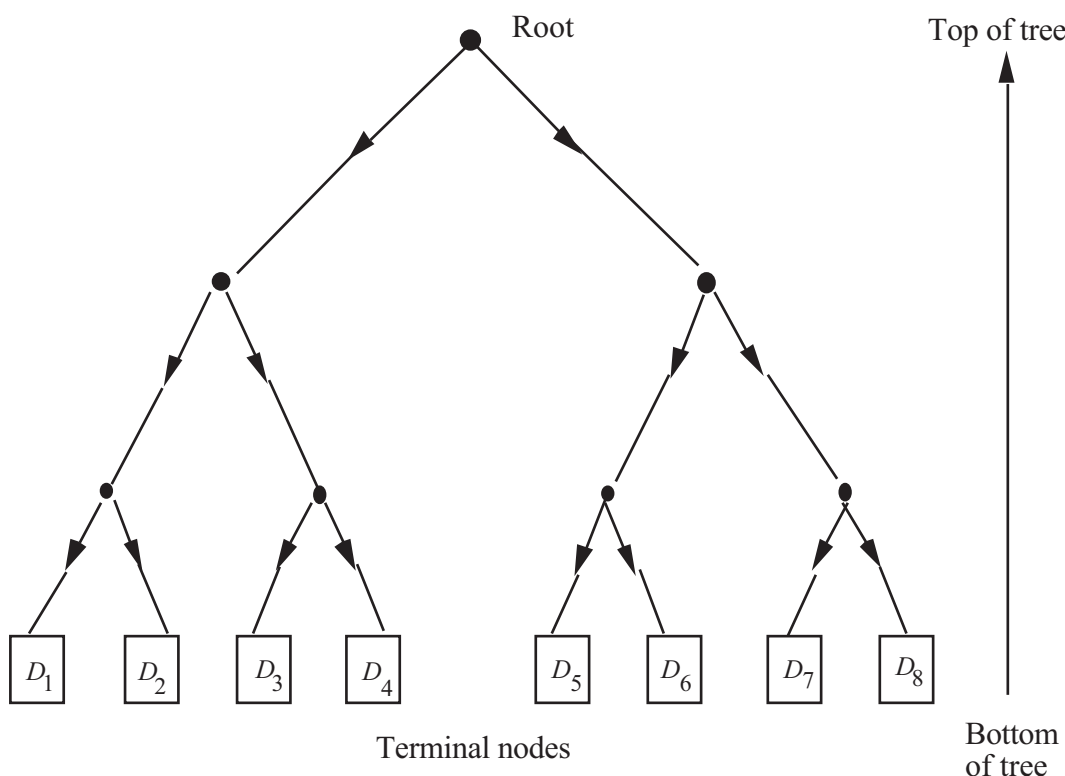 Root
Top of tree
D1
D2
D3
D4
D5
D6
D7
D8
Terminal nodes
Bottom
of tree